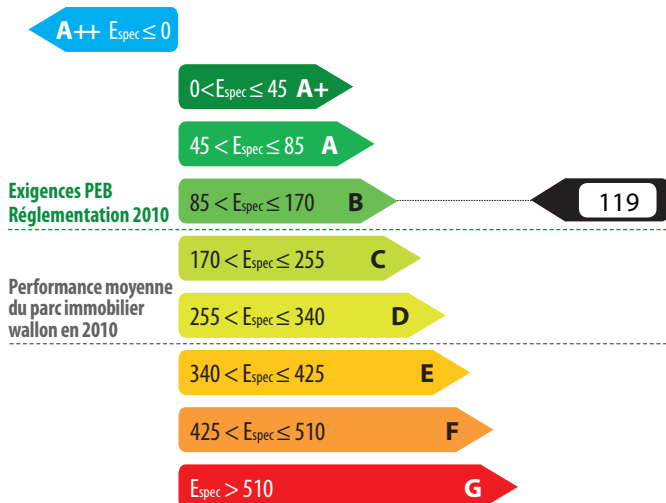 A++ Espec ≤ 0
0 < Espec ≤ 45 A+
45 < Espec ≤ 85 A
Exigences PEB
Réglementation 2010
85 < Espec ≤ 170 B
119
170 < Espec ≤ 255 C
Performance moyenne
du parc immobilier
wallon en 2010
255 < Espec ≤ 340 D
340 < Espec ≤ 425 E
425 < Espec ≤ 510 F
Espec > 510 G